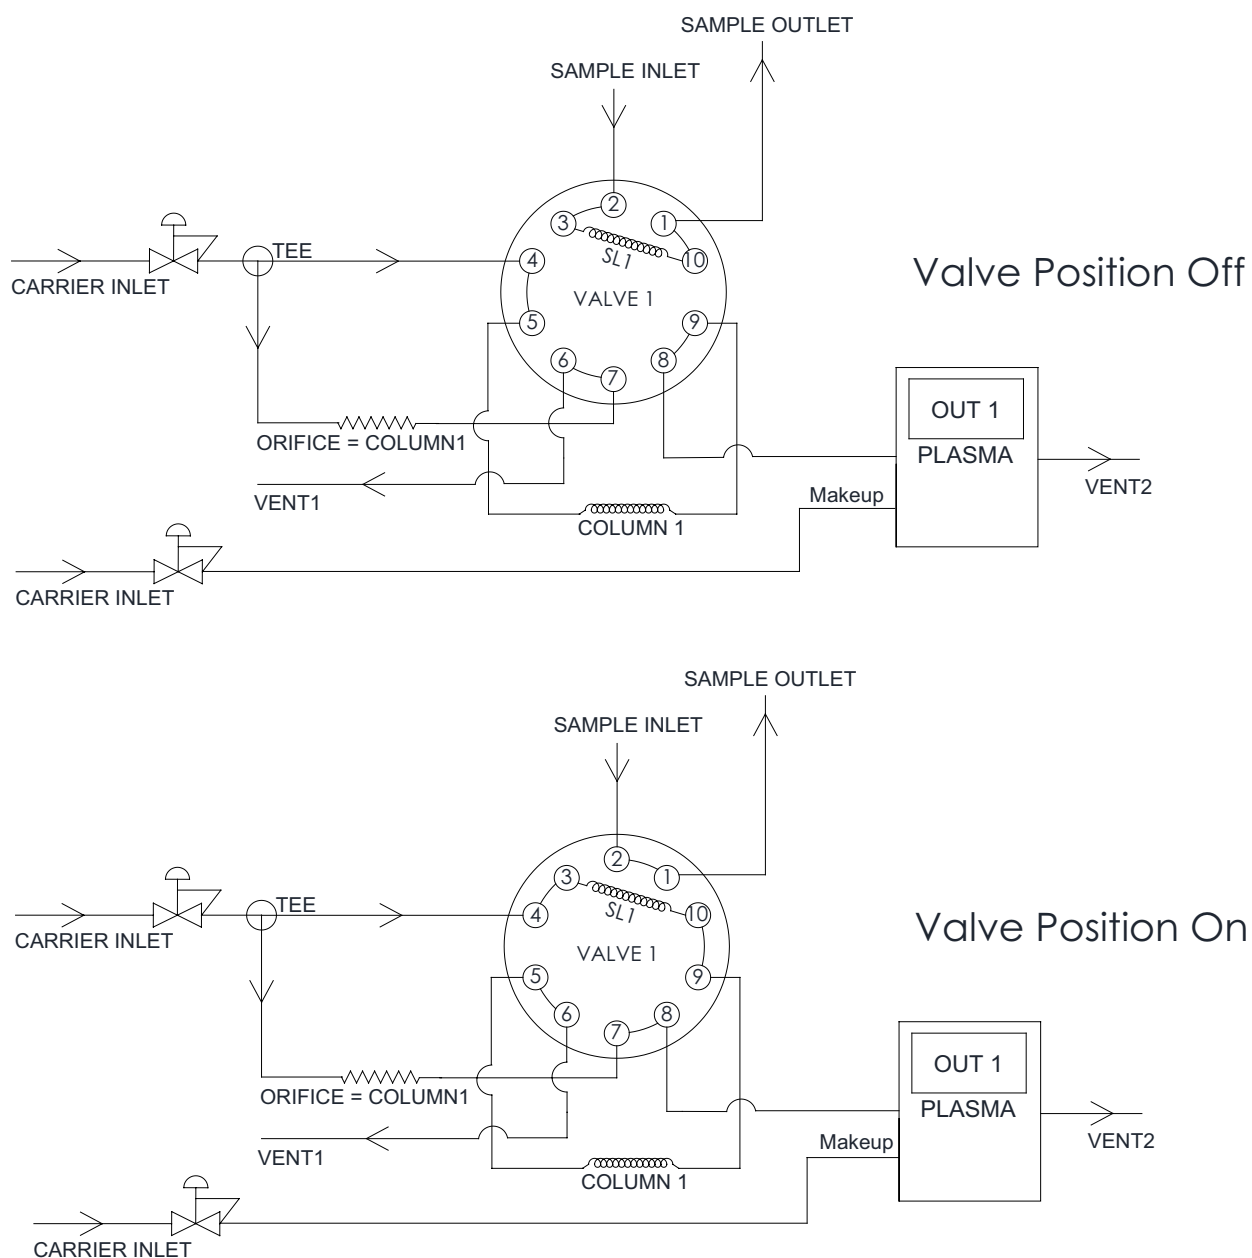 SAMPLE OUTLET
SAMPLE INLET
2
3
1
TEE
4
SL1
10
CARRIER INLET
Valve Position Off
VALVE 1
5
9
6
8
7
OUT 1
ORIFICE = COLUMN1
PLASMA
VENT1
Makeup
VENT2
COLUMN 1
CARRIER INLET
SAMPLE OUTLET
SAMPLE INLET
2
3
1
TEE
4
SL1
10
CARRIER INLET
Valve Position On
VALVE 1
5
9
6
8
7
OUT 1
ORIFICE = COLUMN1
PLASMA
VENT1
Makeup
VENT2
COLUMN 1
CARRIER INLET